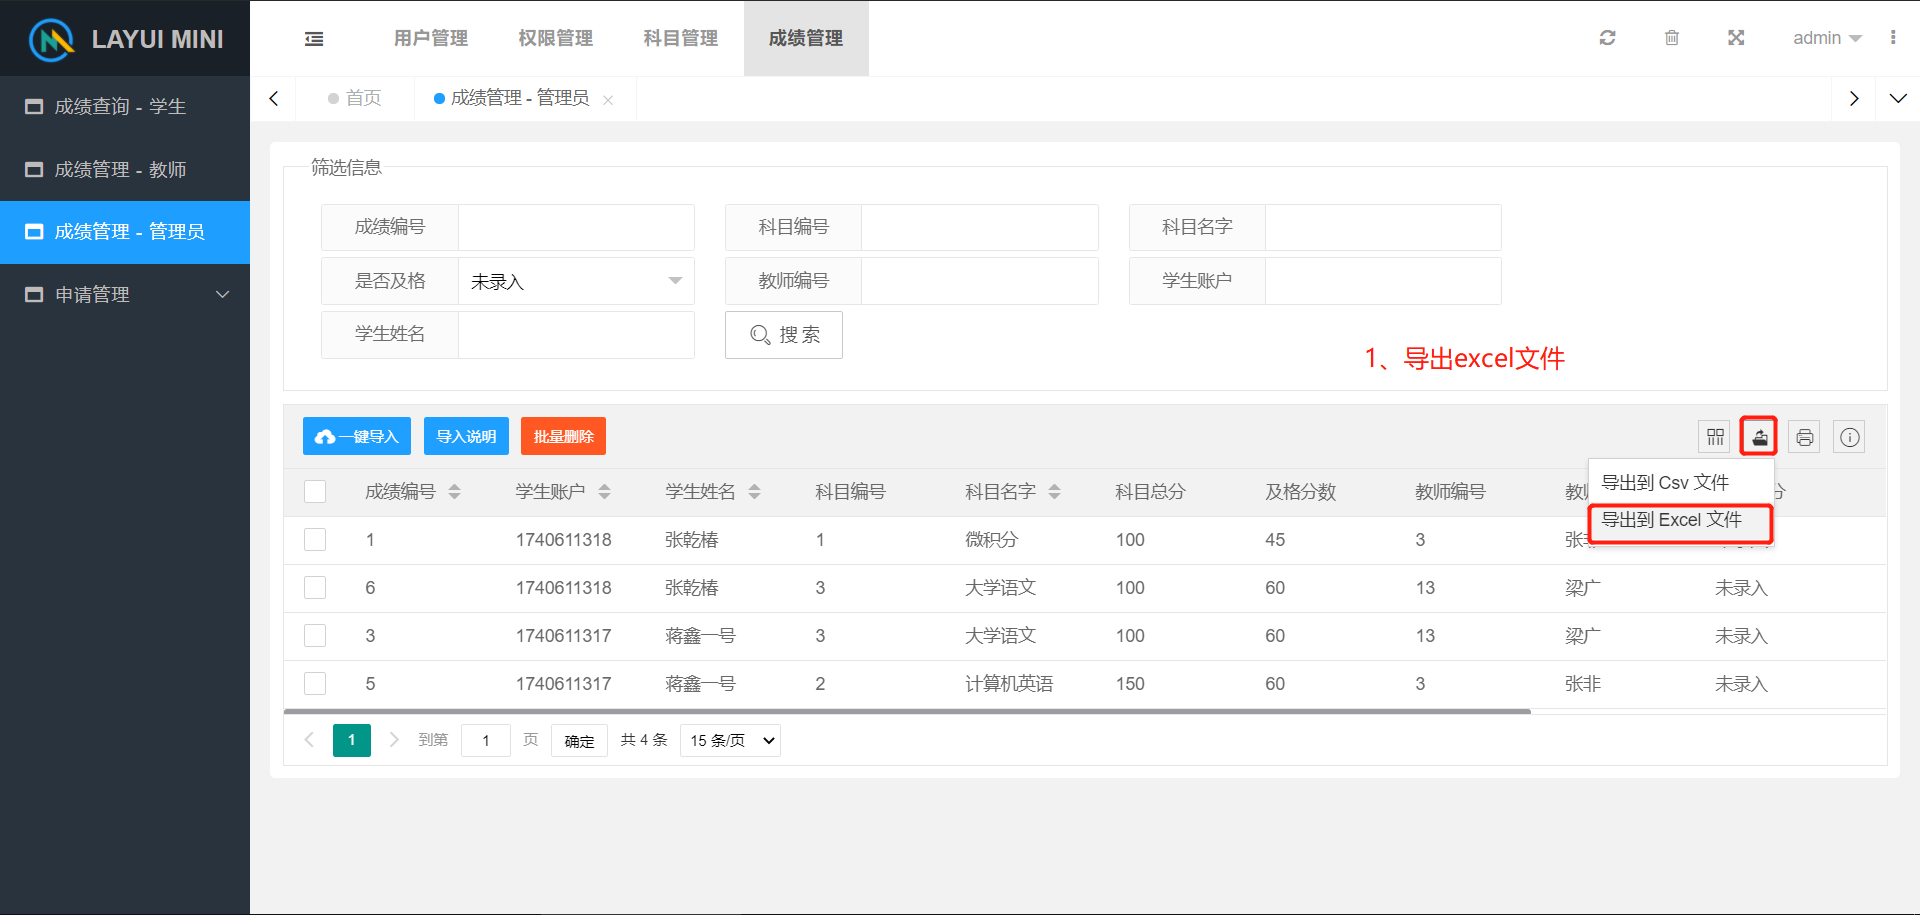 LAYUI MINI
用户管理 权限管理 科目管理 成绩管理
admin
首页 成绩管理 - 管理员
成绩查询 - 学生
成绩管理 - 教师
成绩管理 - 管理员
申请管理
筛选信息
成绩编号 科目编号 科目名字
是否及格 未录入 教师编号 学生账户
学生姓名 搜 索
1、导出excel文件
一键导入 导入说明 批量删除
导出到 Csv 文件
导出到 Excel 文件
成绩编号 学生账户 学生姓名 科目编号 科目名字 科目总分 及格分数 教师编号
1 1740611318 张乾椿 1 微积分 100 45 3 张
6 1740611318 张乾椿 3 大学语文 100 60 13 梁广 未录入
3 1740611317 蒋鑫一号 3 大学语文 100 60 13 梁广 未录入
5 1740611317 蒋鑫一号 2 计算机英语 150 60 3 张非 未录入
1 到第 1 页 确定 共 4 条 15 条/页